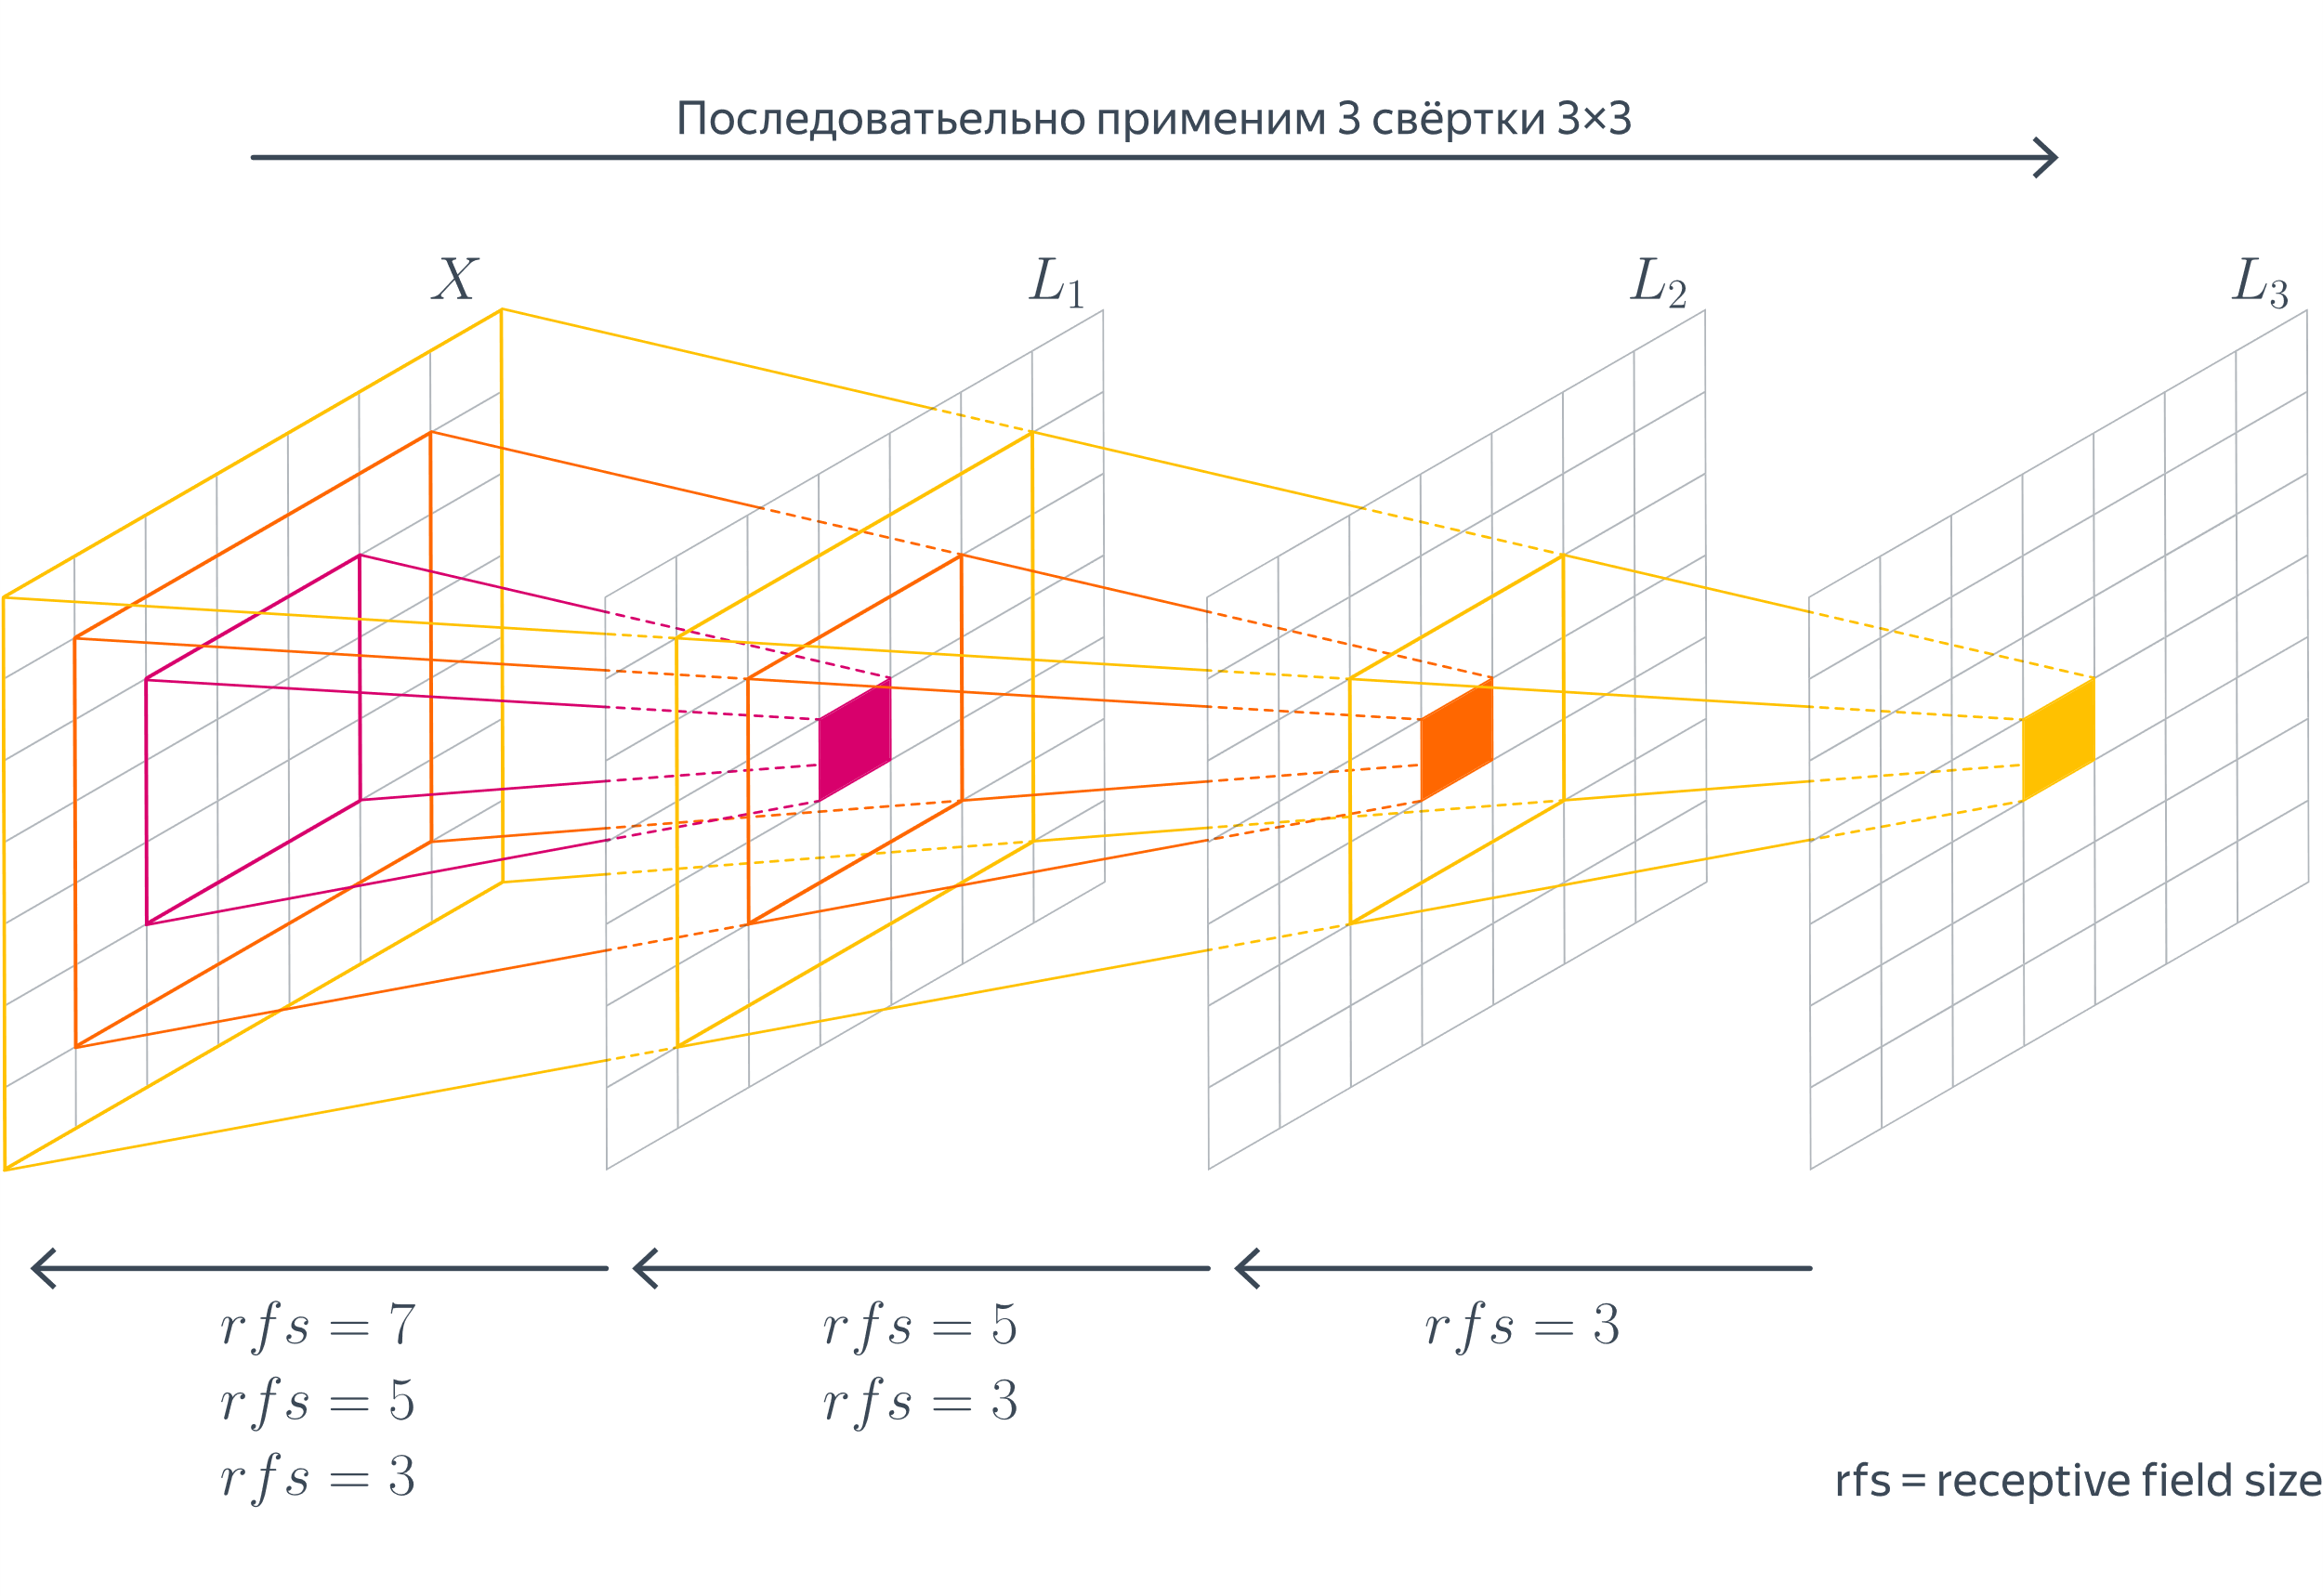 Последовательно применим 3 свёртки 3×3
X L₁ L₂ L₃
rfs = 7 rfs = 5 rfs = 3
rfs = 5 rfs = 3
rfs = 3
rfs = receptive field size